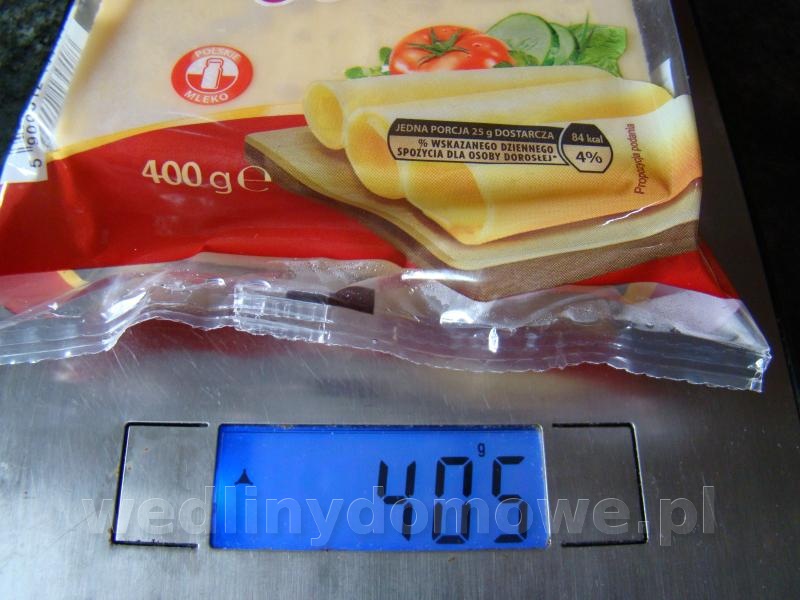 POLSKIE
MLEKO
JEDNA PORCJA 25 g DOSTARCZA
84 kcal
% WSKAZANEGO DZIENNEGO
SPOŻYCIA DLA OSOBY DOROSŁEJ*
4%
Propozycja podania
400 g ℮
g
405
wedlinydomowe.pl